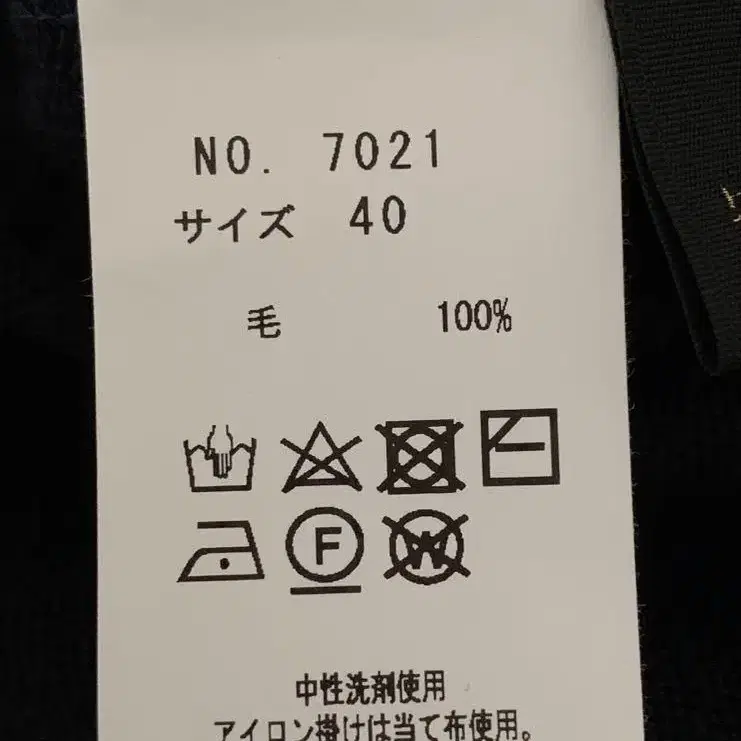 NO. 7021
サイズ 40
毛 100%
F
W
中性洗剤使用
アイロン掛けは当て布使用。